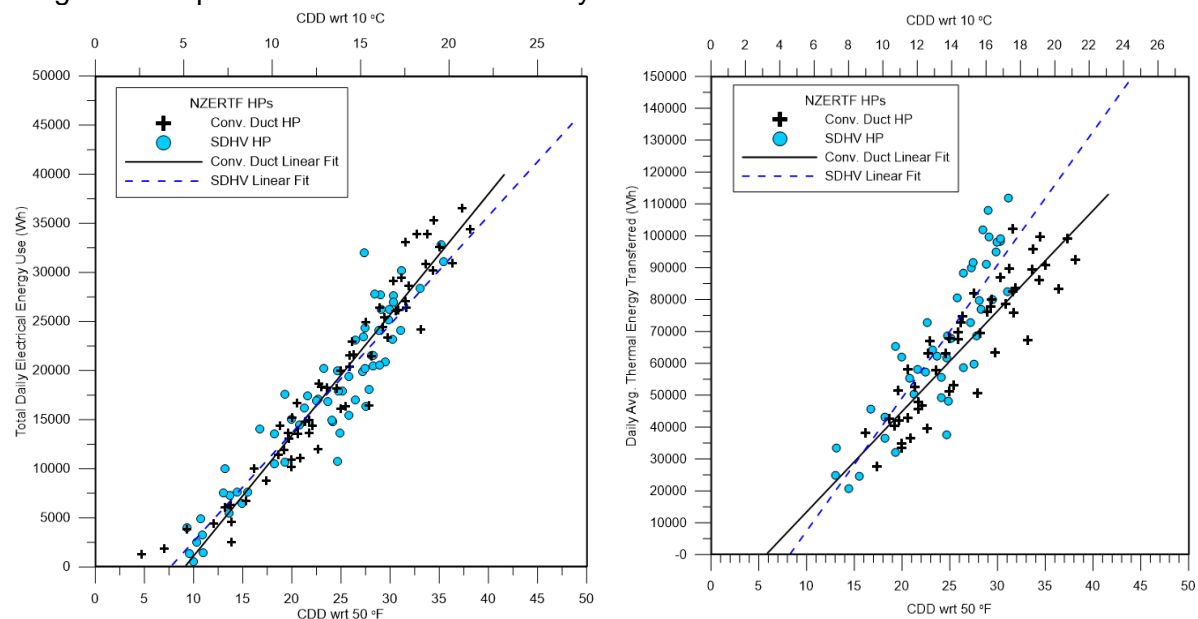 CDD wrt 10 ºC
0 5 10 15 20 25
50000
45000
40000
35000
30000
25000
20000
15000
10000
5000
0
Total Daily Electrical Energy Use (Wh)
NZERTF HPs
Conv. Duct HP
SDHV HP
Conv. Duct Linear Fit
SDHV Linear Fit
0 5 10 15 20 25 30 35 40 45 50
CDD wrt 50 ºF
CDD wrt 10 ºC
0 2 4 6 8 10 12 14 16 18 20 22 24 26
150000
140000
130000
120000
110000
100000
90000
80000
70000
60000
50000
40000
30000
20000
10000
-0
Daily Avg. Thermal Energy Transferred (Wh)
NZERTF HPs
Conv. Duct HP
SDHV HP
Conv. Duct Linear Fit
SDHV Linear Fit
0 5 10 15 20 25 30 35 40 45 50
CDD wrt 50 ºF